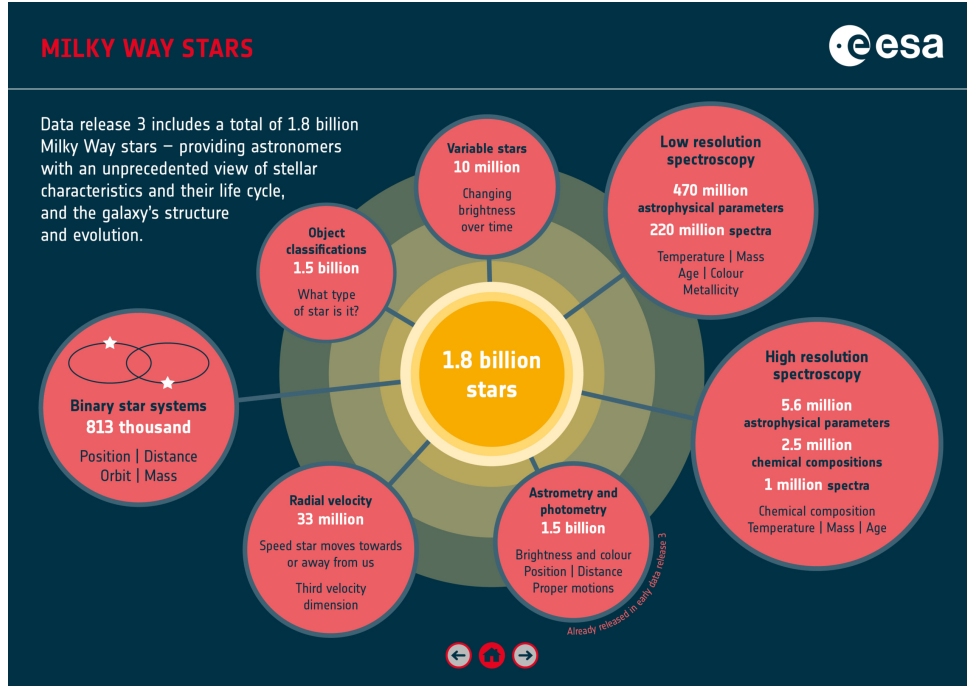 MILKY WAY STARS
esa
Data release 3 includes a total of 1.8 billion
Milky Way stars – providing astronomers
with an unprecedented view of stellar
characteristics and their life cycle,
and the galaxy's structure
and evolution.
Object
classifications
1.5 billion
What type
of star is it?
Variable stars
10 million
Changing
brightness
over time
Low resolution
spectroscopy
470 million
astrophysical parameters
220 million spectra
Temperature | Mass
Age | Colour
Metallicity
1.8 billion
stars
Binary star systems
813 thousand
Position | Distance
Orbit | Mass
High resolution
spectroscopy
5.6 million
astrophysical parameters
2.5 million
chemical compositions
1 million spectra
Chemical composition
Temperature | Mass | Age
Radial velocity
33 million
Speed star moves towards
or away from us
Third velocity
dimension
Astrometry and
photometry
1.5 billion
Brightness and colour
Position | Distance
Proper motions
Already released in early data release 3